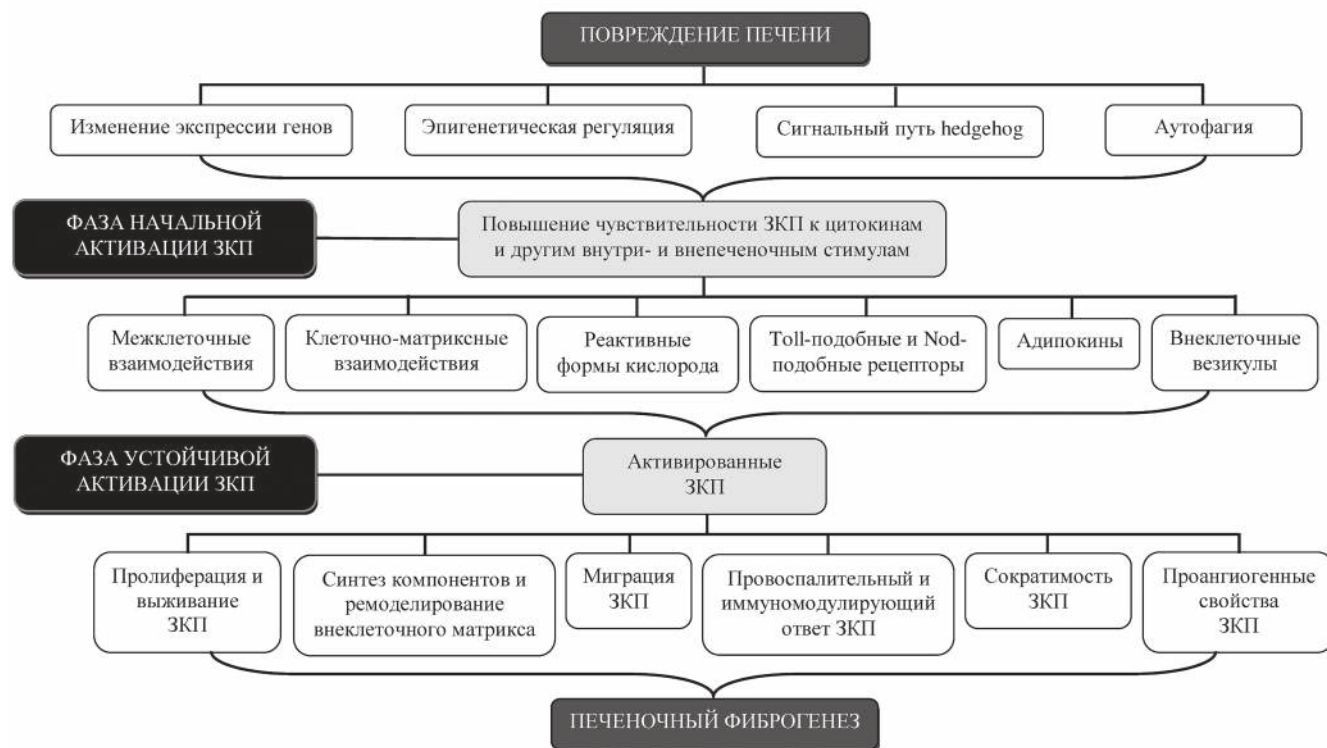 ПОВРЕЖДЕНИЕ ПЕЧЕНИ
Изменение экспрессии генов
Эпигенетическая регуляция
Сигнальный путь hedgehog
Аутофагия
ФАЗА НАЧАЛЬНОЙ
АКТИВАЦИИ ЗКП
Повышение чувствительности ЗКП к цитокинам
и другим внутри- и внепеченочным стимулам
Межклеточные
взаимодействия
Клеточно-матриксные
взаимодействия
Реактивные
формы кислорода
Toll-подобные и Nod-
подобные рецепторы
Адипокины
Внеклеточные
везикулы
ФАЗА УСТОЙЧИВОЙ
АКТИВАЦИИ ЗКП
Активированные
ЗКП
Пролиферация и
выживание
ЗКП
Синтез компонентов и
ремоделирование
внеклеточного матрикса
Миграция
ЗКП
Провоспалительный и
иммуномодулирующий
ответ ЗКП
Сократимость
ЗКП
Проангиогенные
свойства
ЗКП
ПЕЧЕНОЧНЫЙ ФИБРОГЕНЕЗ